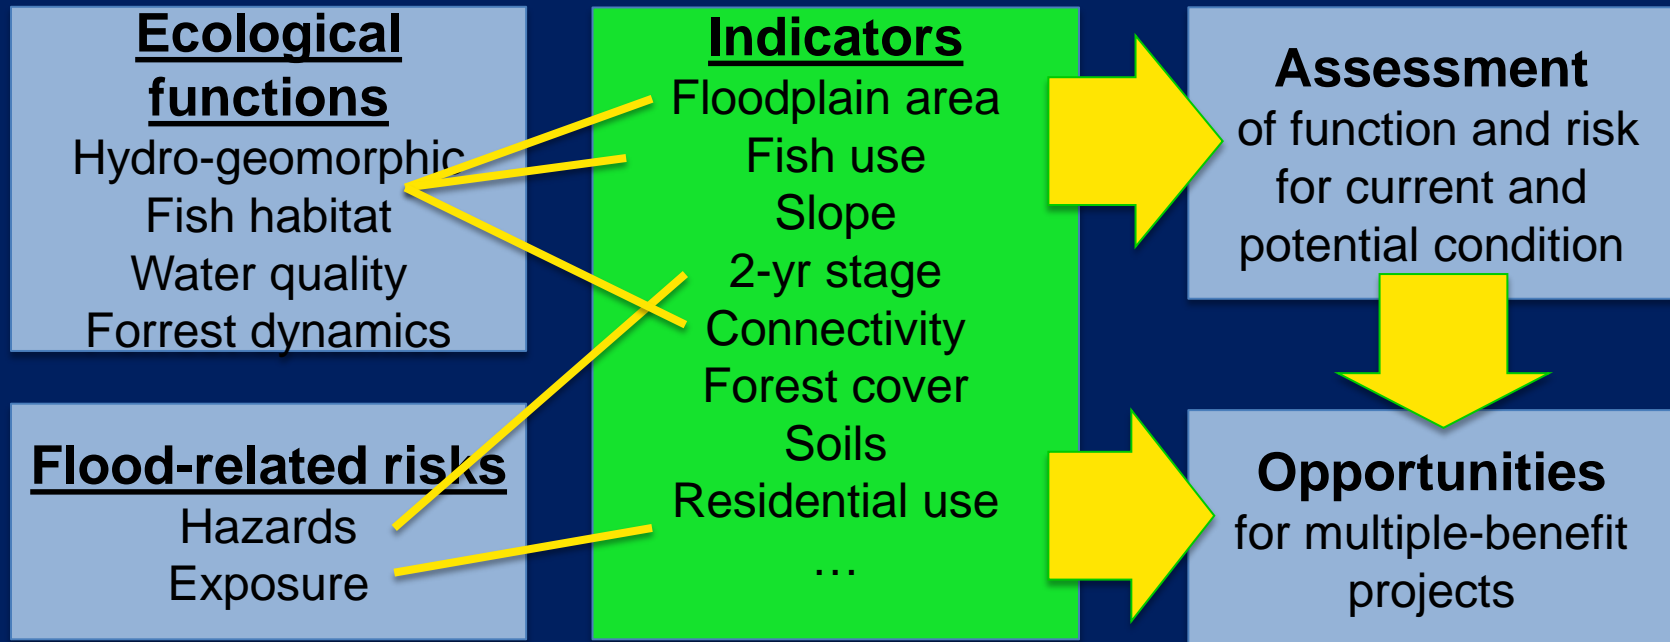 Ecological
functions
Hydro-geomorphic
Fish habitat
Water quality
Forrest dynamics
Flood-related risks
Hazards
Exposure
Indicators
Floodplain area
Fish use
Slope
2-yr stage
Connectivity
Forest cover
Soils
Residential use
…
Assessment
of function and risk
for current and
potential condition
Opportunities
for multiple-benefit
projects